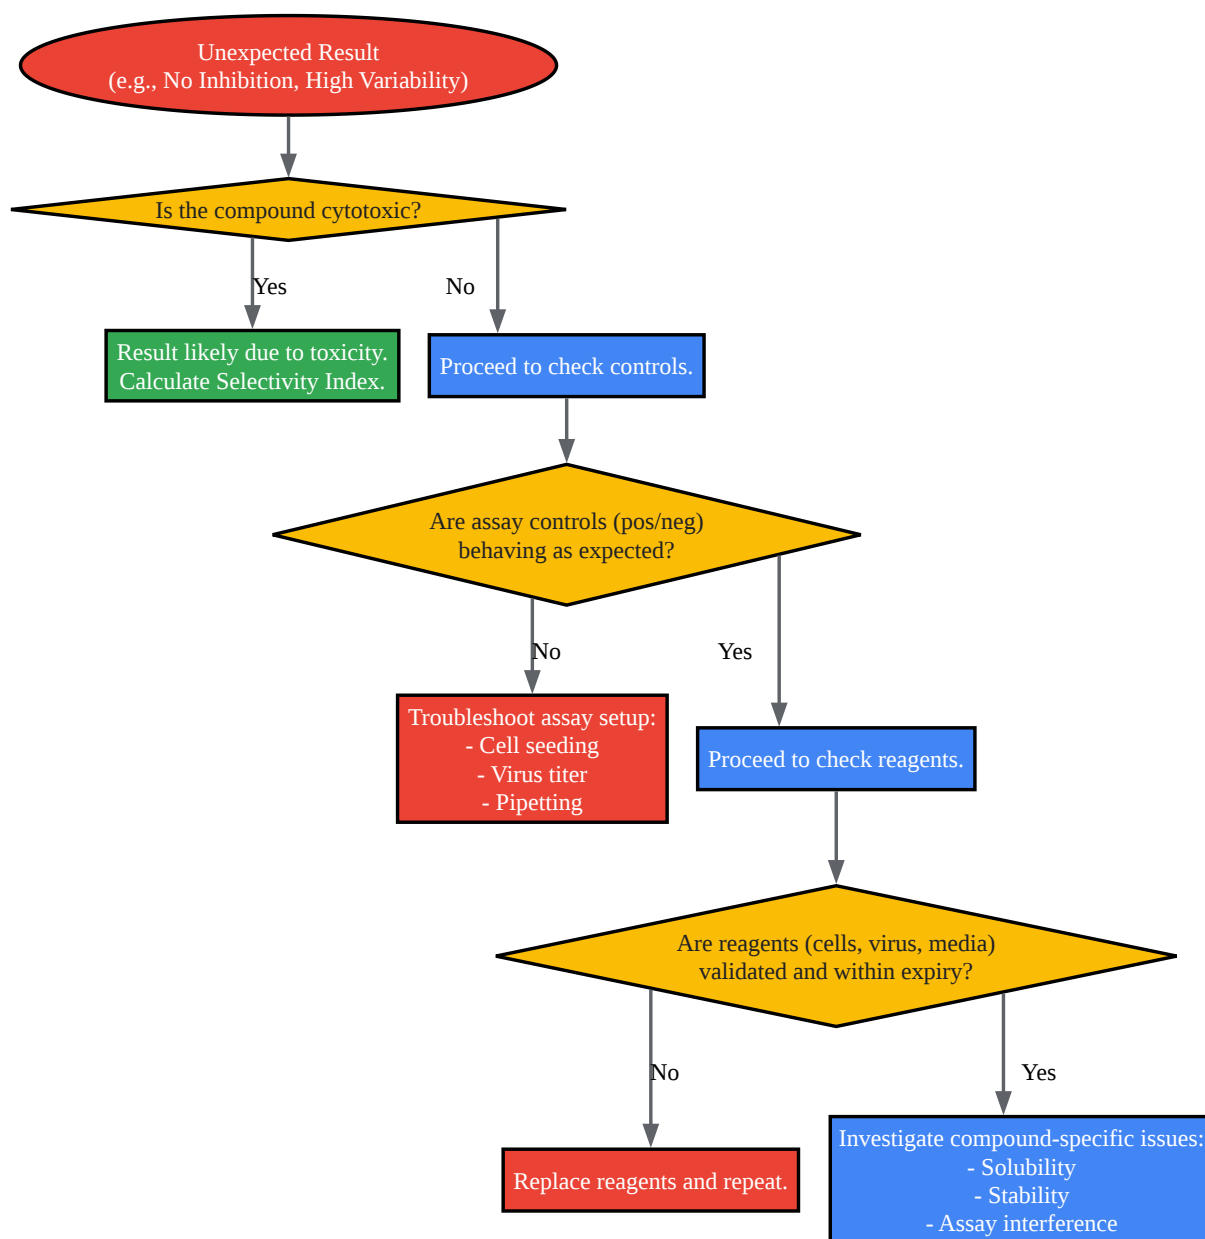 Unexpected Result
(e.g., No Inhibition, High Variability)
Is the compound cytotoxic?
Yes
No
Result likely due to toxicity.
Calculate Selectivity Index.
Proceed to check controls.
Are assay controls (pos/neg)
behaving as expected?
No
Yes
Troubleshoot assay setup:
- Cell seeding
- Virus titer
- Pipetting
Proceed to check reagents.
Are reagents (cells, virus, media)
validated and within expiry?
No
Yes
Replace reagents and repeat.
Investigate compound-specific issues:
- Solubility
- Stability
- Assay interference